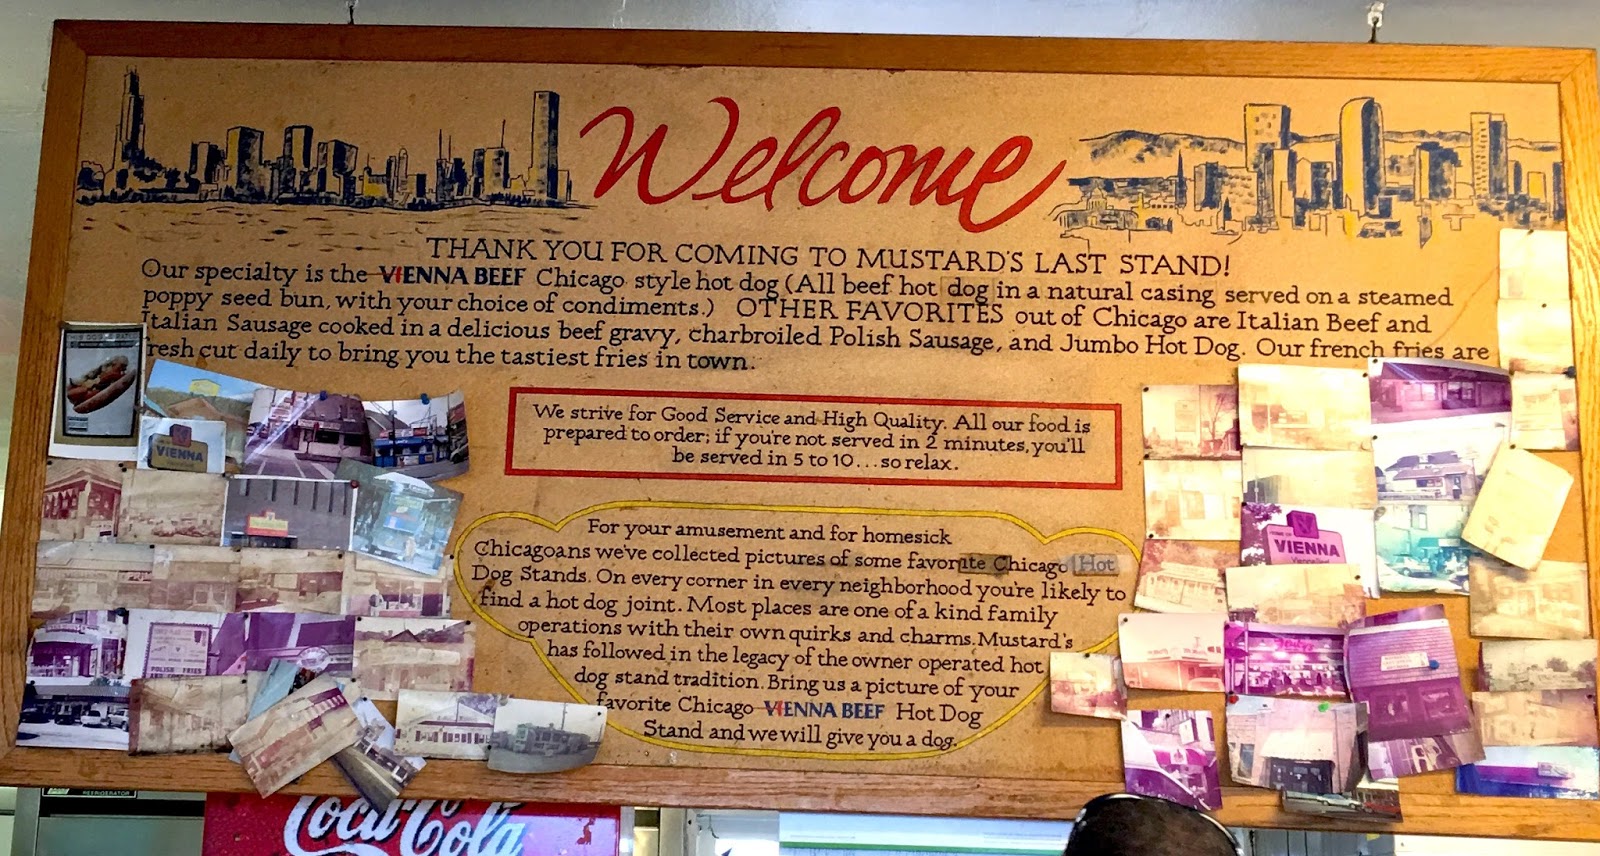 Welcome
THANK YOU FOR COMING TO MUSTARD'S LAST STAND!
Our specialty is the VIENNA BEEF Chicago style hot dog (All beef hot dog in a natural casing served on a steamed
poppy seed bun, with your choice of condiments.) OTHER FAVORITES out of Chicago are Italian Beef and
Italian Sausage cooked in a delicious beef gravy, charbroiled Polish Sausage, and Jumbo Hot Dog. Our french fries are
fresh cut daily to bring you the tastiest fries in town.
We strive for Good Service and High Quality. All our food is
prepared to order; if you're not served in 2 minutes, you'll
be served in 5 to 10...so relax.
For your amusement and for homesick
Chicagoans we've collected pictures of some favorite Chicago Hot
Dog Stands. On every corner in every neighborhood you're likely to
find a hot dog joint. Most places are one of a kind family
operations with their own quirks and charms. Mustard's
has followed in the legacy of the owner operated hot
dog stand tradition. Bring us a picture of your
favorite Chicago VIENNA BEEF Hot Dog
Stand and we will give you a dog.
VIENNA
VIENNA
POLISH FRIES
REFRIGERATOR
Coca-Cola